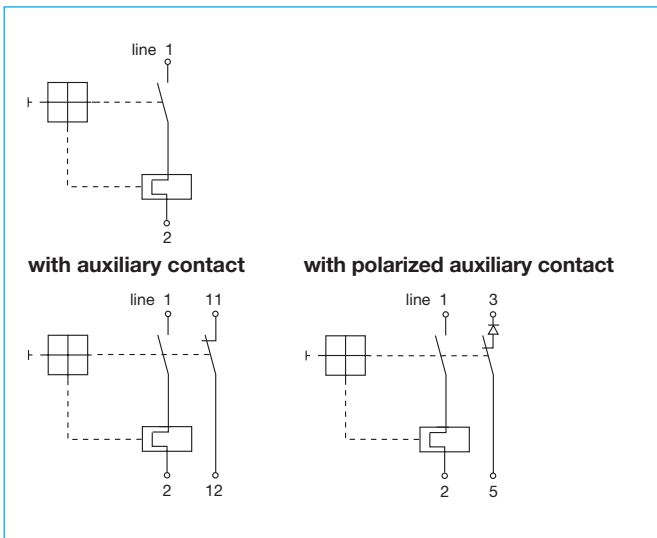 line 1
2
with auxiliary contact
with polarized auxiliary contact
line 1 11
line 1 3
2 12
2 5